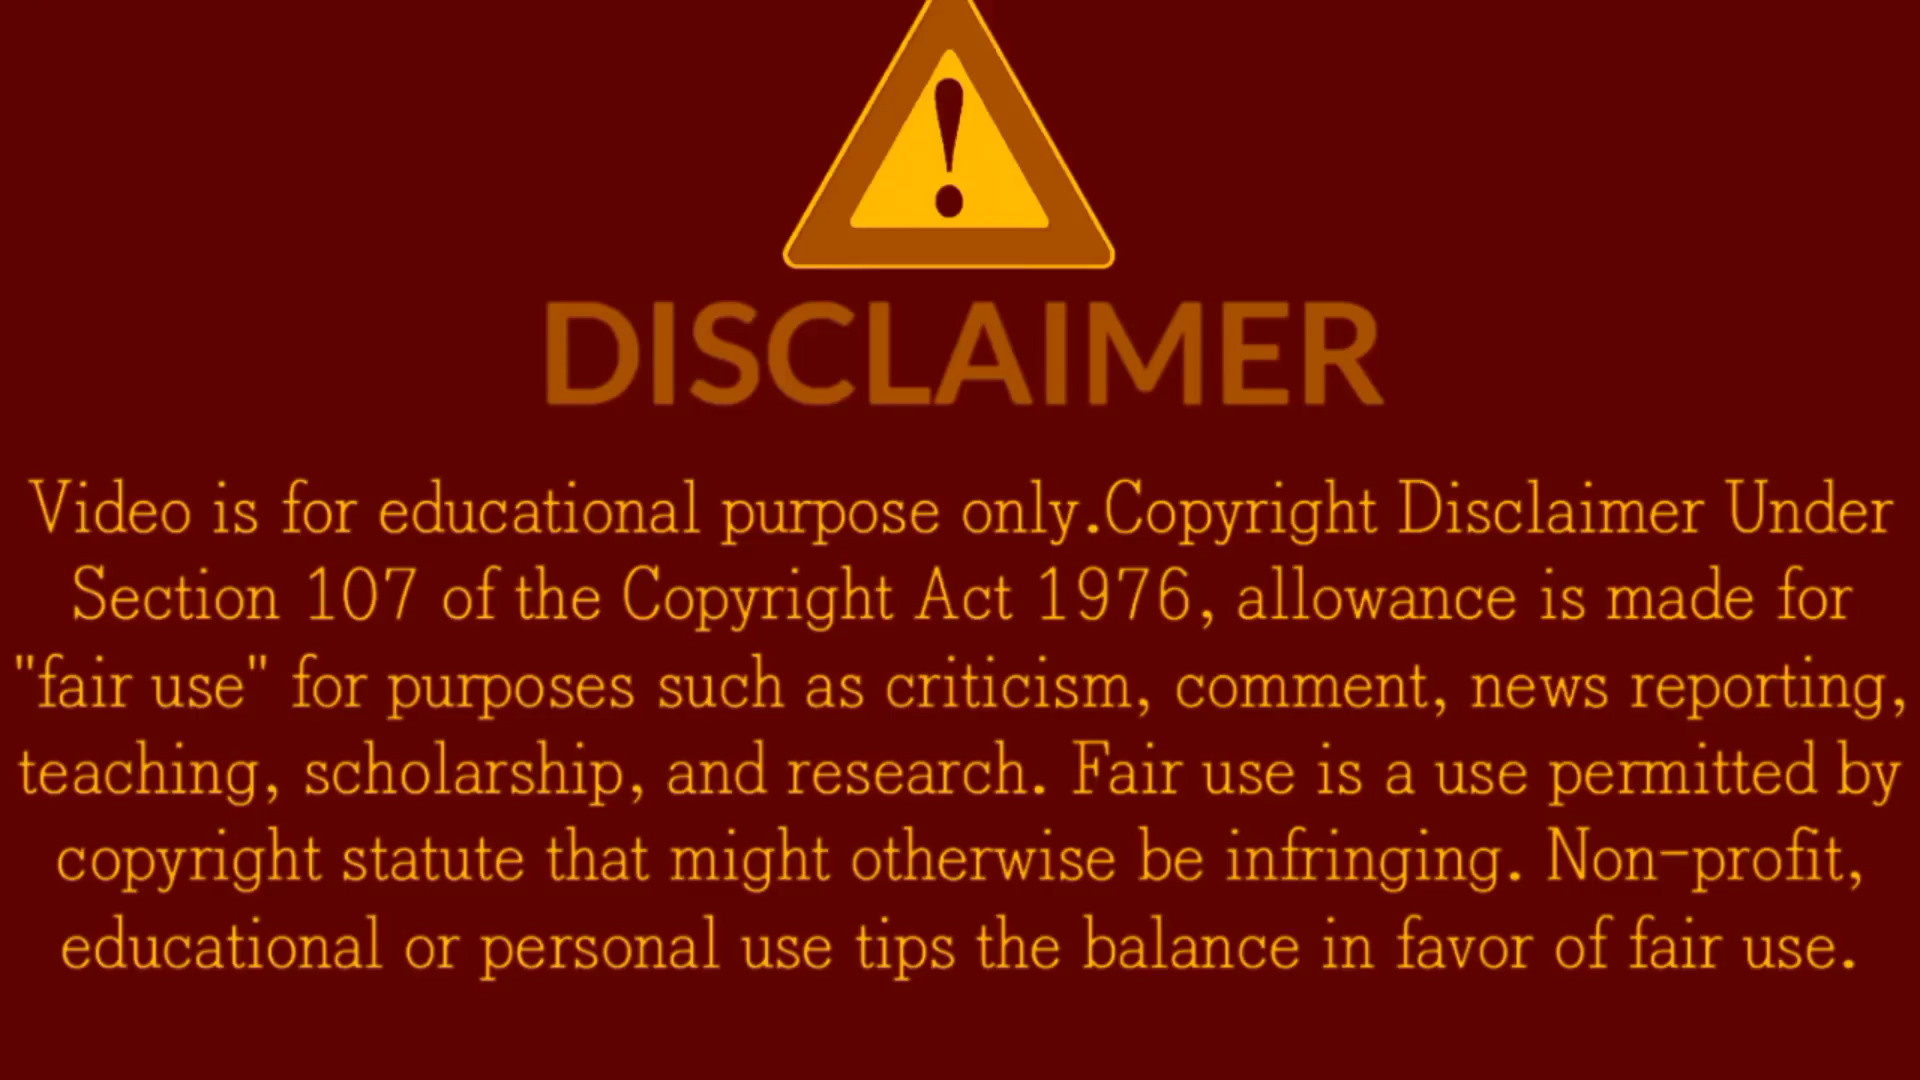 DISCLAIMER
Video is for educational purpose only.Copyright Disclaimer Under
Section 107 of the Copyright Act 1976, allowance is made for
"fair use" for purposes such as criticism, comment, news reporting,
teaching, scholarship, and research. Fair use is a use permitted by
copyright statute that might otherwise be infringing. Non-profit,
educational or personal use tips the balance in favor of fair use.